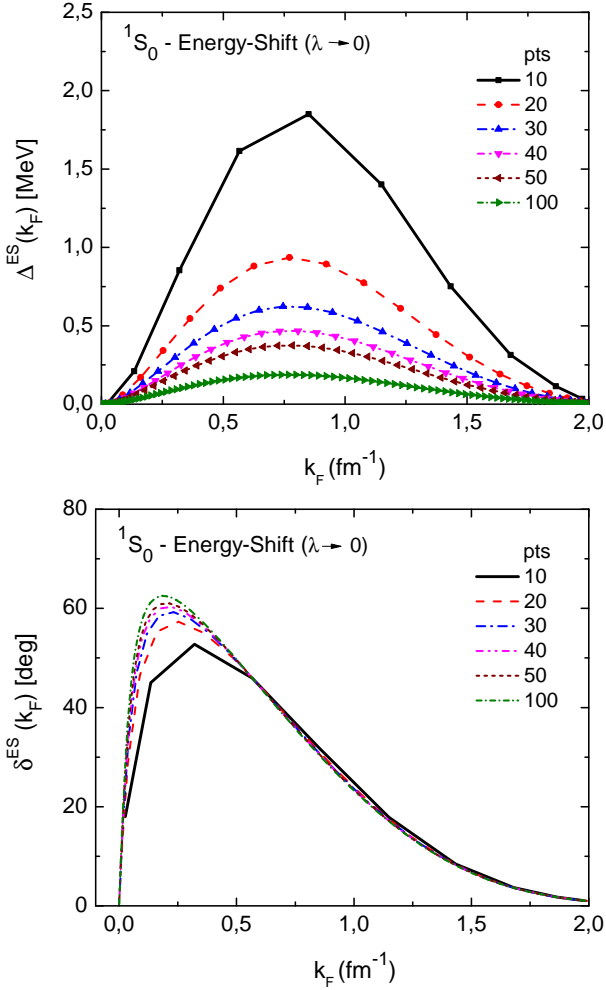 2,5
2,0
1,5
1,0
0,5
0,0
0,0 0,5 1,0 1,5 2,0
Δ^ES(k_F) [MeV]
k_F (fm^-1)
^1S_0 - Energy-Shift (λ → 0)
pts
10
20
30
40
50
100
80
60
40
20
0
0,0 0,5 1,0 1,5 2,0
δ^ES(k_F) [deg]
k_F (fm^-1)
^1S_0 - Energy-Shift (λ → 0)
pts
10
20
30
40
50
100